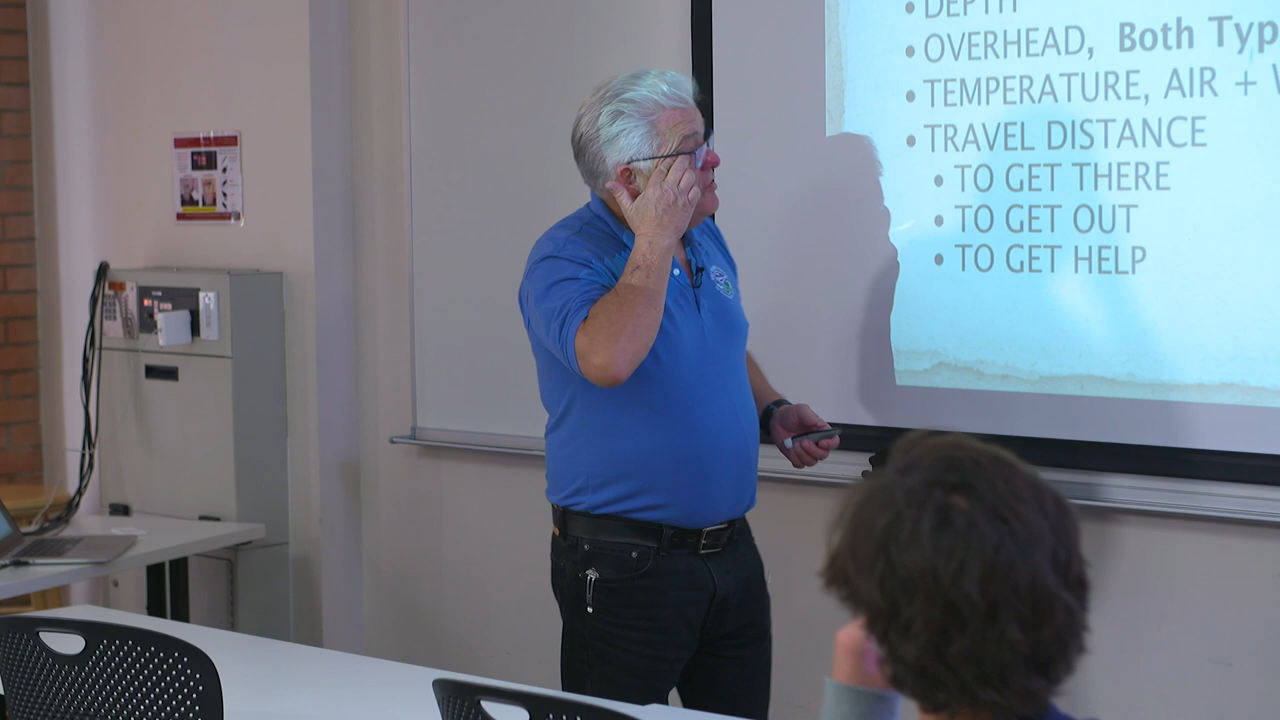 • DEPTH
• OVERHEAD, Both Typ
• TEMPERATURE, AIR +
• TRAVEL DISTANCE
• TO GET THERE
• TO GET OUT
• TO GET HELP